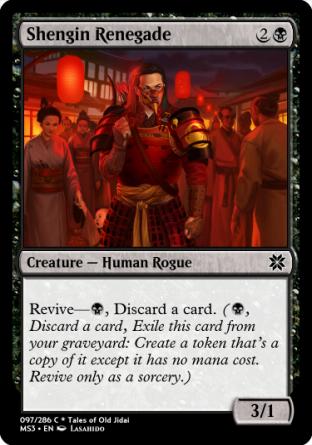 Shengin Renegade 2
Creature — Human Rogue
Revive—, Discard a card. (,
Discard a card, Exile this card from
your graveyard: Create a token that's a
copy of it except it has no mana cost.
Revive only as a sorcery.)
3/1
097/286 C * Tales of Old Jidai
MS3 • EN Lasahido